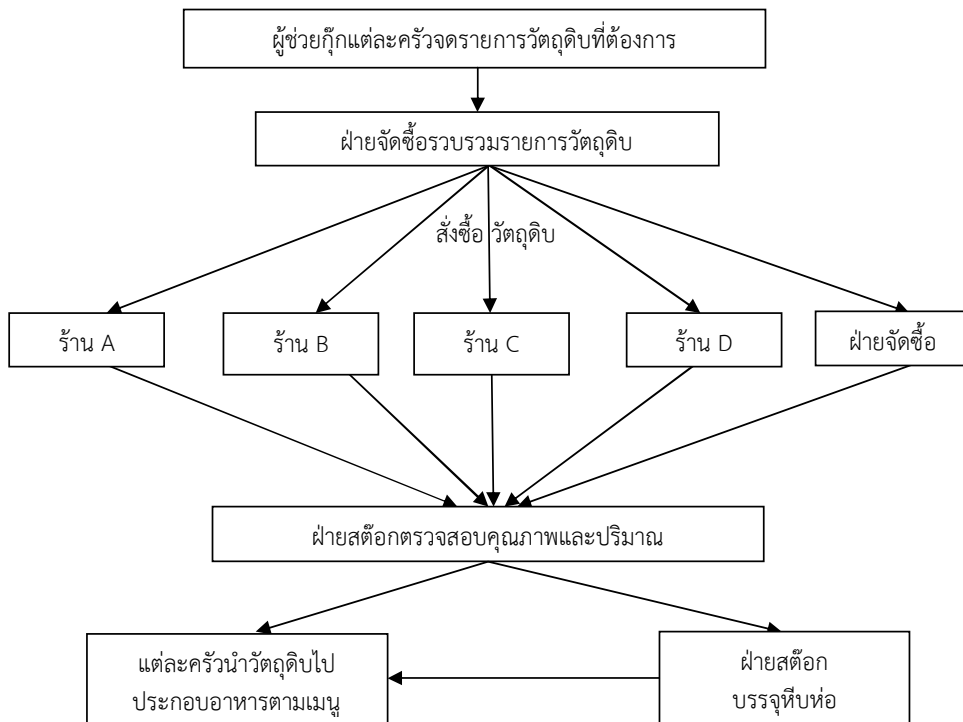 ผู้ช่วยกุ๊กแต่ละครัวจดรายการวัตถุดิบที่ต้องการ
ฝ่ายจัดซื้อรวบรวมรายการวัตถุดิบ
สั่งซื้อ วัตถุดิบ
ร้าน A
ร้าน B
ร้าน C
ร้าน D
ฝ่ายจัดซื้อ
ฝ่ายสต๊อกตรวจสอบคุณภาพและปริมาณ
แต่ละครัวนำวัตถุดิบไป
ประกอบอาหารตามเมนู
ฝ่ายสต๊อก
บรรจุหีบห่อ